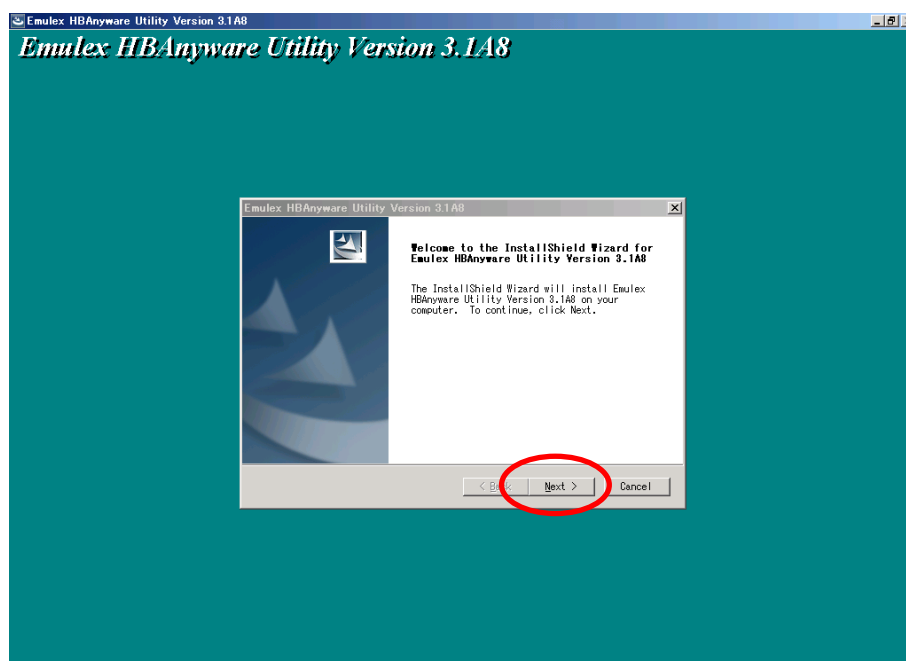 Emulex HBAnyware Utility Version 3.1A8
Emulex HBAnyware Utility Version 3.1A8
Emulex HBAnyware Utility Version 3.1A8
Welcome to the InstallShield Wizard for
Emulex HBAnyware Utility Version 3.1A8
The InstallShield Wizard will install Emulex
HBAnyware Utility Version 3.1A8 on your
computer. To continue, click Next.
< Back Next > Cancel